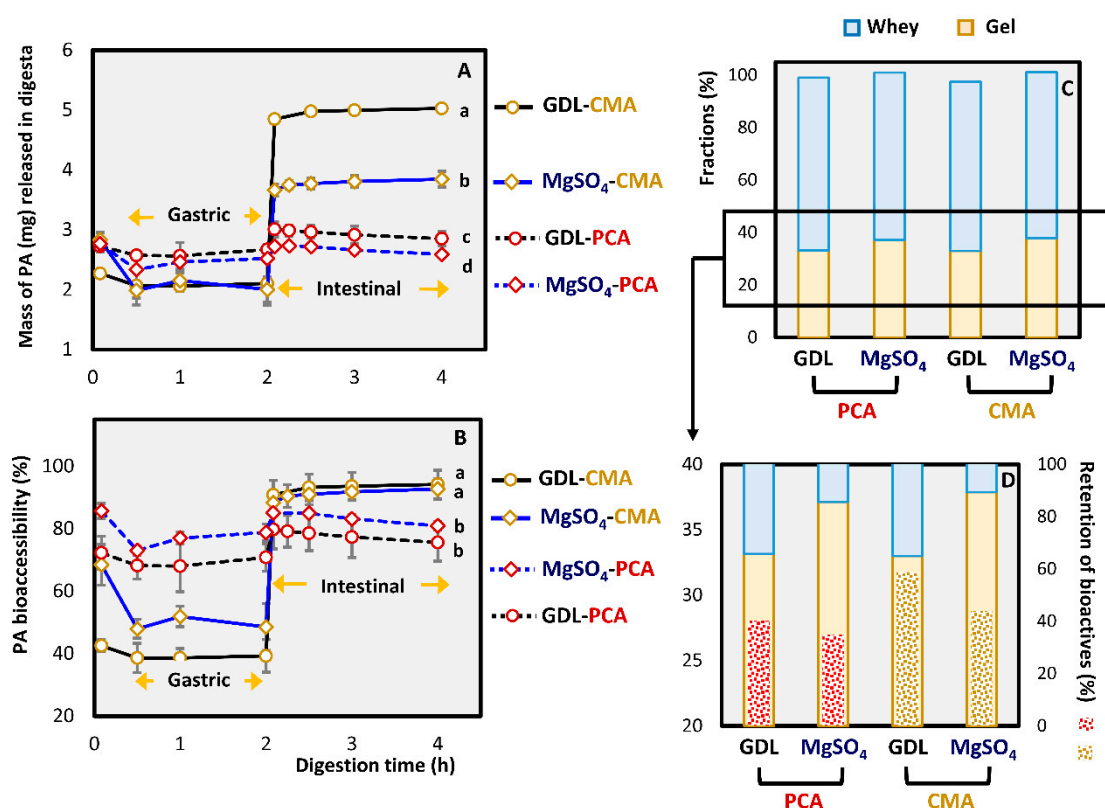 Whey Gel
A
Mass of PA (mg) released in digesta
6
5
4
3
2
1
0 1 2 3 4
Gastric
Intestinal
a
b
c
d
GDL-CMA
MgSO₄-CMA
GDL-PCA
MgSO₄-PCA
C
Fractions (%)
100
80
60
40
20
0
GDL MgSO₄ GDL MgSO₄
PCA CMA
B
PA bioaccessibility (%)
100
80
60
40
20
0 1 2 3 4
Digestion time (h)
Intestinal
Gastric
a
a
b
b
GDL-CMA
MgSO₄-CMA
MgSO₄-PCA
GDL-PCA
D
40
35
30
25
20
100
80
60
40
20
0
Retention of bioactives (%)
GDL MgSO₄ GDL MgSO₄
PCA CMA